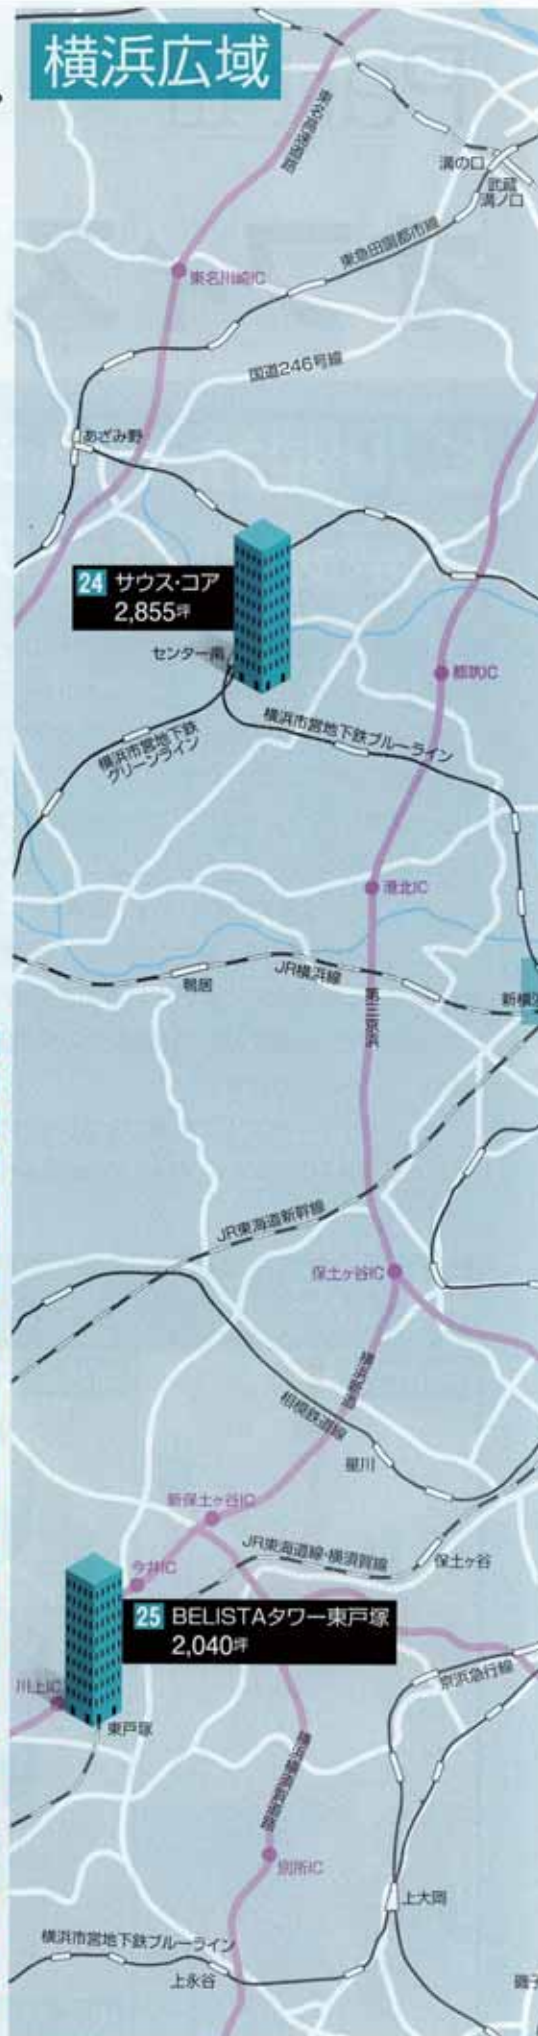 横浜広域
東名高速道路
溝の口
武蔵
溝ノ口
東急田園都市線
東名川崎IC
国道246号線
あざみ野
24 サウス・コア
2,855坪
センター南
都筑IC
横浜市営地下鉄
グリーンライン
横浜市営地下鉄ブルーライン
港北IC
JR横浜線
鴨居
新横
第三京浜
JR東海道新幹線
保土ヶ谷IC
横浜新道
相模鉄道線
星川
新保土ヶ谷IC
JR東海道線・横須賀線
保土ヶ谷
今井IC
25 BELISTAタワー東戸塚
2,040坪
川上IC
京浜急行線
東戸塚
横浜横須賀道路
別所IC
上大岡
横浜市営地下鉄ブルーライン
上永谷
磯子